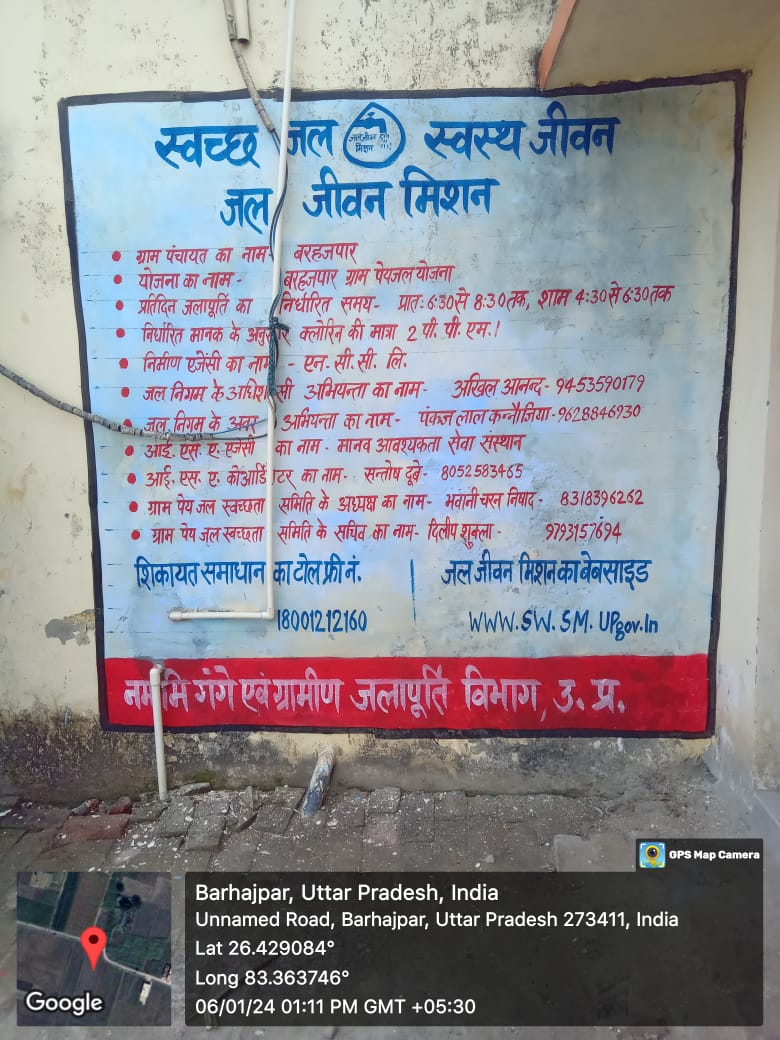 स्वच्छ जल जल जीवन मिशन स्वस्थ जीवन
जल जीवन मिशन
• ग्राम पंचायत का नाम- बरहजपार
• योजना का नाम- बरहजपार ग्राम पेयजल योजना
• प्रतिदिन जलापूर्ति का निर्धारित समय- प्रात: 6:30 से 8:30 तक, शाम 4:30 से 6:30 तक
• निर्धारित मानक के अनुसार क्लोरिन की मात्रा 2 पी. पी. एम.।
• निर्माण एजेंसी का नाम - एन. सी. सी. लि.
• जल निगम के अधिशासी अभियन्ता का नाम- अखिल आनन्द- 9453590179
• जल निगम के अवर अभियन्ता का नाम- पंकज लाल कन्नौजिया- 9628846930
• आई. एस. ए. एजेंसी का नाम- मानव आवश्यकता सेवा संस्थान
• आई. एस. ए. कोआर्डिनेटर का नाम- सन्तोष दूबे- 8052583465
• ग्राम पेय जल स्वच्छता समिति के अध्यक्ष का नाम- भवानी चरन निषाद- 8318396262
• ग्राम पेय जल स्वच्छता समिति के सचिव का नाम- दिलीप शुक्ला- 9793157694
शिकायत समाधान का टोल फ्री नं. | जल जीवन मिशन का वेबसाइड
18001212160 WWW.SW.SM.UPgov.In
नमामि गंगे एवं ग्रामीण जलापूर्ति विभाग, उ. प्र.
GPS Map Camera
Barhajpar, Uttar Pradesh, India
Unnamed Road, Barhajpar, Uttar Pradesh 273411, India
Lat 26.429084°
Long 83.363746°
06/01/24 01:11 PM GMT +05:30
Google